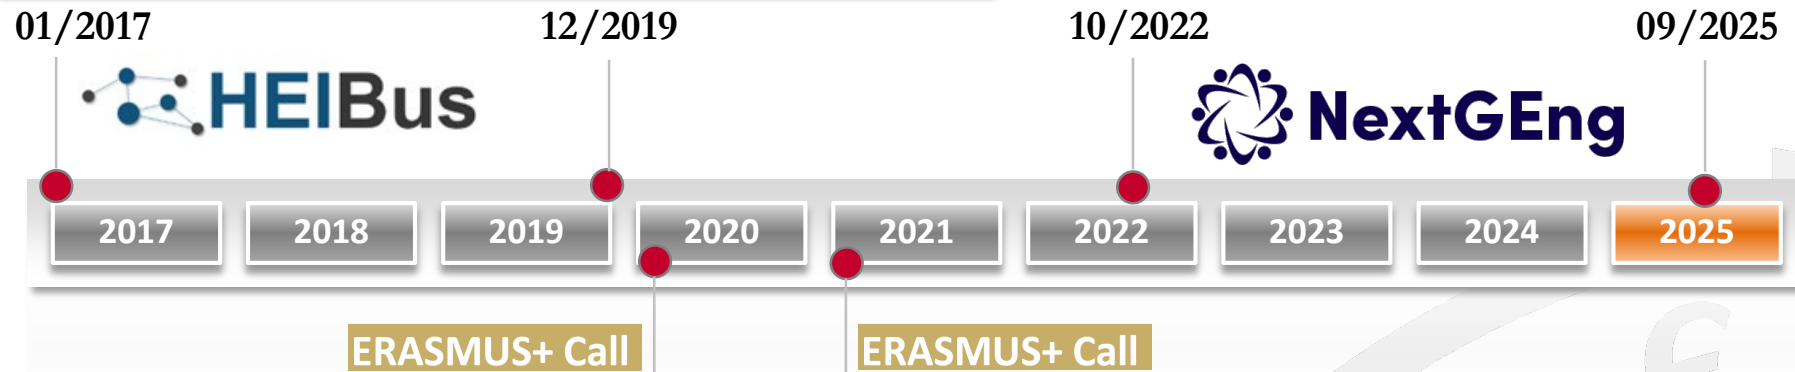 01/2017 12/2019 10/2022 09/2025
HEIBus NextGEng
2017 2018 2019 2020 2021 2022 2023 2024 2025
ERASMUS+ Call ERASMUS+ Call